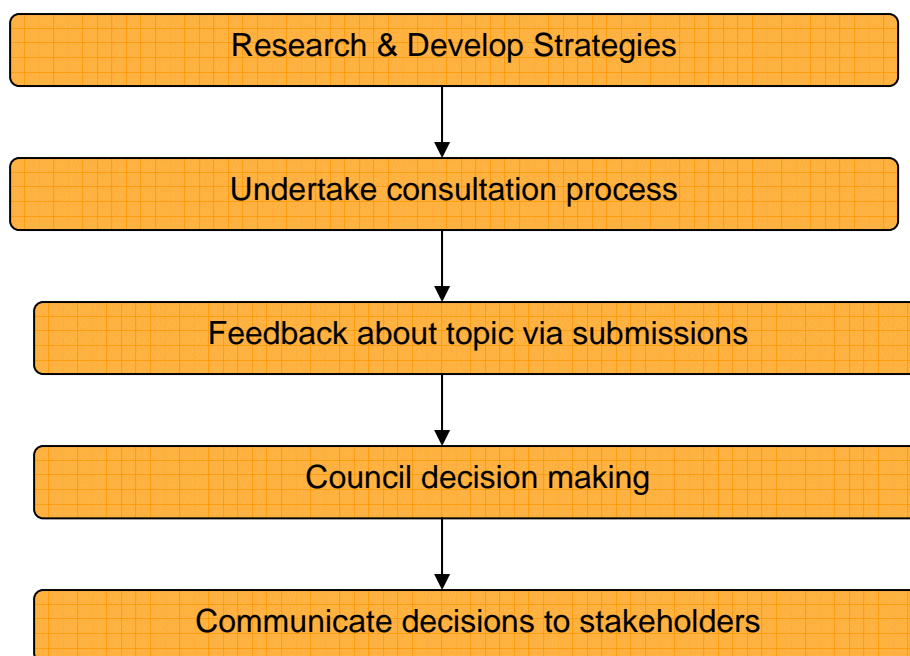 Research & Develop Strategies
Undertake consultation process
Feedback about topic via submissions
Council decision making
Communicate decisions to stakeholders